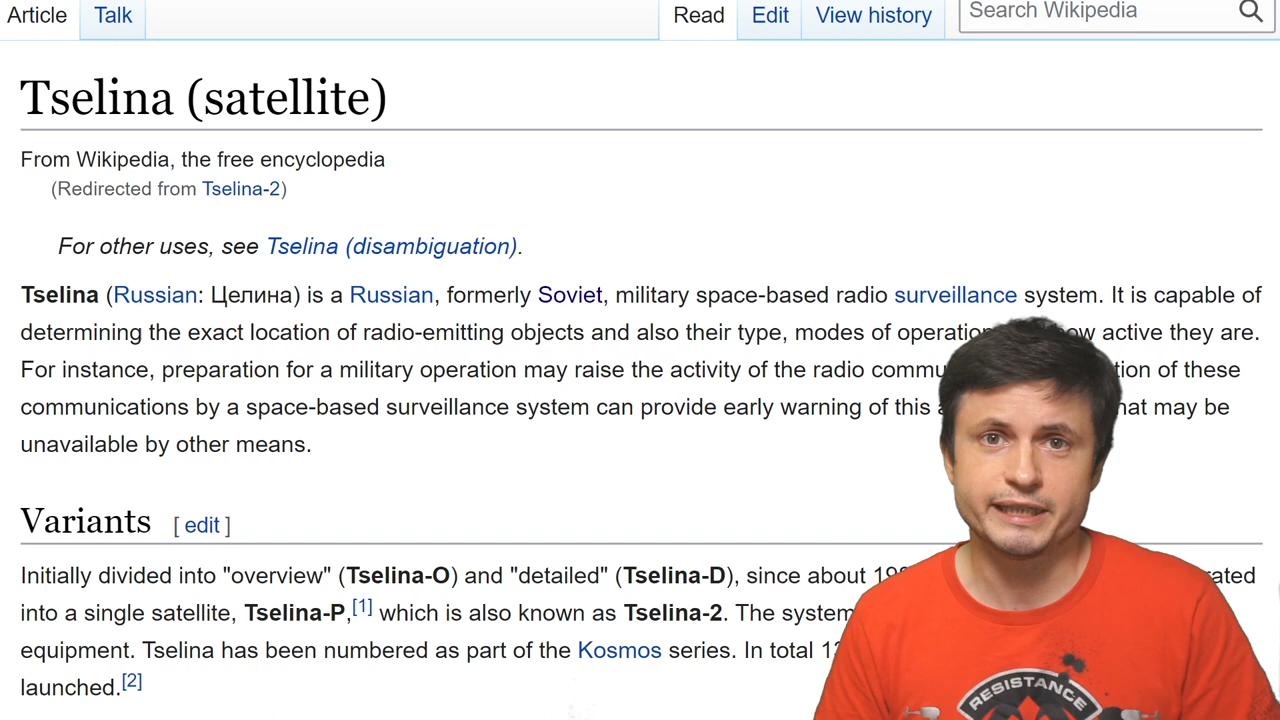 Article Talk Read Edit View history Search Wikipedia
Tselina (satellite)
From Wikipedia, the free encyclopedia
(Redirected from Tselina-2)
For other uses, see Tselina (disambiguation).
Tselina (Russian: Целина) is a Russian, formerly Soviet, military space-based radio surveillance system. It is capable of
determining the exact location of radio-emitting objects and also their type, modes of active they are.
For instance, preparation for a military operation may raise the activity of the radio of these
communications by a space-based surveillance system can provide early warning of this may be
unavailable by other means.
Variants [ edit ]
Initially divided into "overview" (Tselina-O) and "detailed" (Tselina-D), since about
into a single satellite, Tselina-P,[1] which is also known as Tselina-2. The system
equipment. Tselina has been numbered as part of the Kosmos series. In total
launched.[2]
RESISTANCE